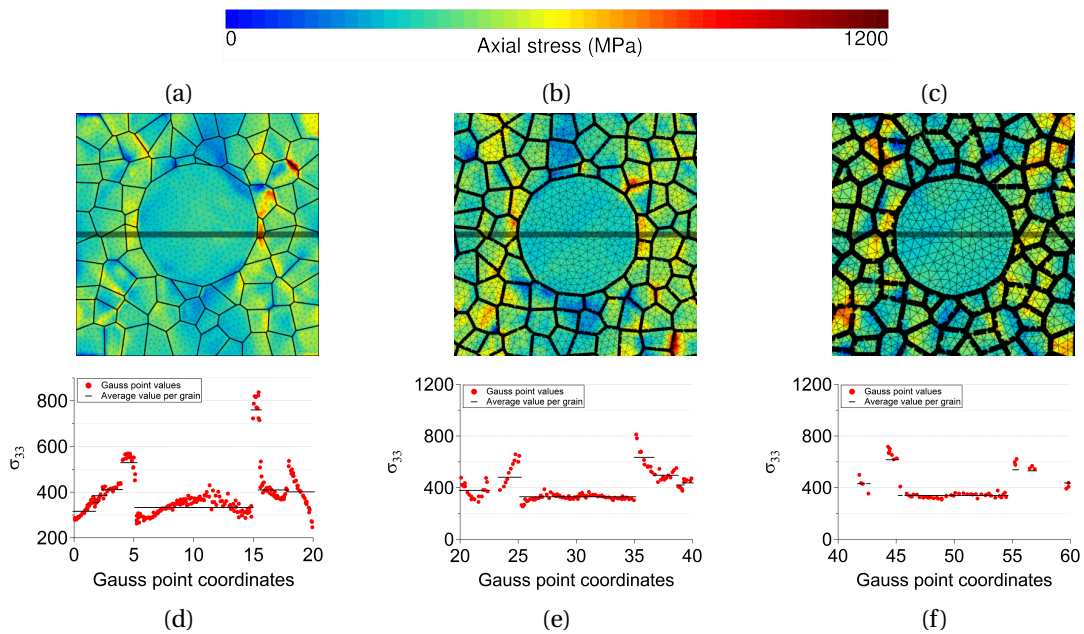 0 1200
Axial stress (MPa)
(a) (b) (c)
Gauss point values
Average value per grain
800
600
400
200
σ33
0 5 10 15 20
Gauss point coordinates
Gauss point values
Average value per grain
1200
800
400
0
σ33
20 25 30 35 40
Gauss point coordinates
Gauss point values
Average value per grain
1200
800
400
0
σ33
40 45 50 55 60
Gauss point coordinates
(d) (e) (f)